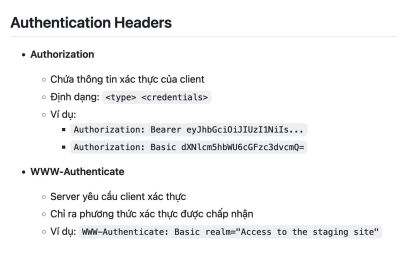 Authentication Headers
Authorization
Chứa thông tin xác thực của client
Định dạng: <type> <credentials>
Ví dụ:
Authorization: Bearer eyJhbGciOiJIUzI1NiIs...
Authorization: Basic dXNlcm5hbWU6cGFzc3dvcmQ=
WWW-Authenticate
Server yêu cầu client xác thực
Chỉ ra phương thức xác thực được chấp nhận
Ví dụ: WWW-Authenticate: Basic realm="Access to the staging site"